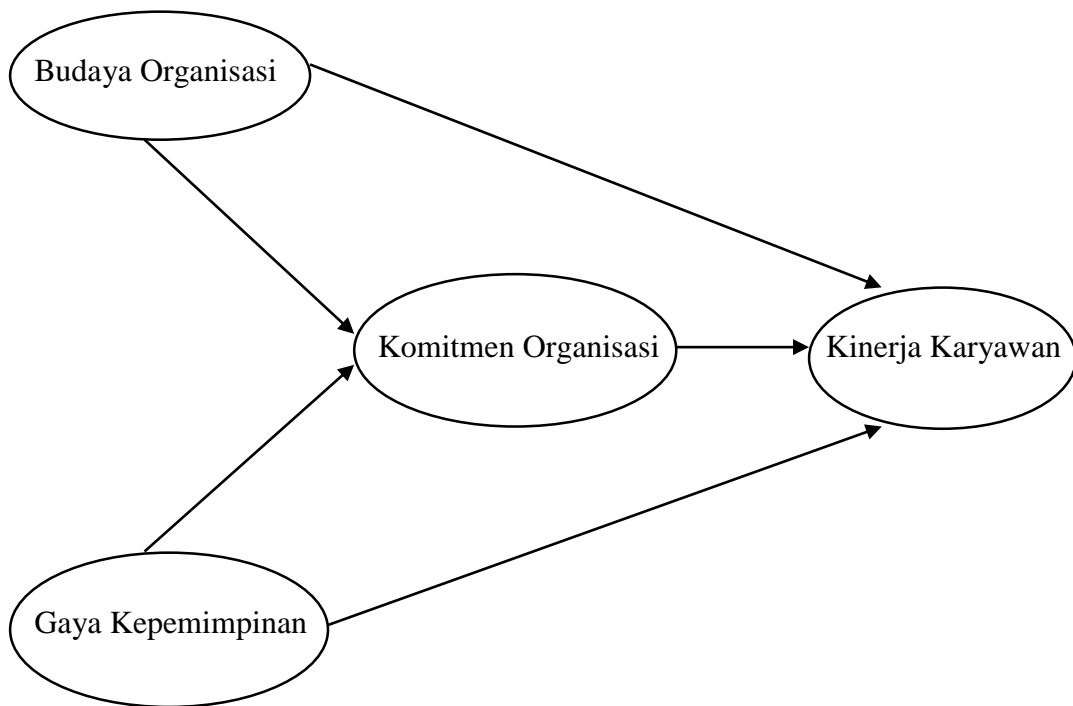 Budaya Organisasi
Komitmen Organisasi
Kinerja Karyawan
Gaya Kepemimpinan